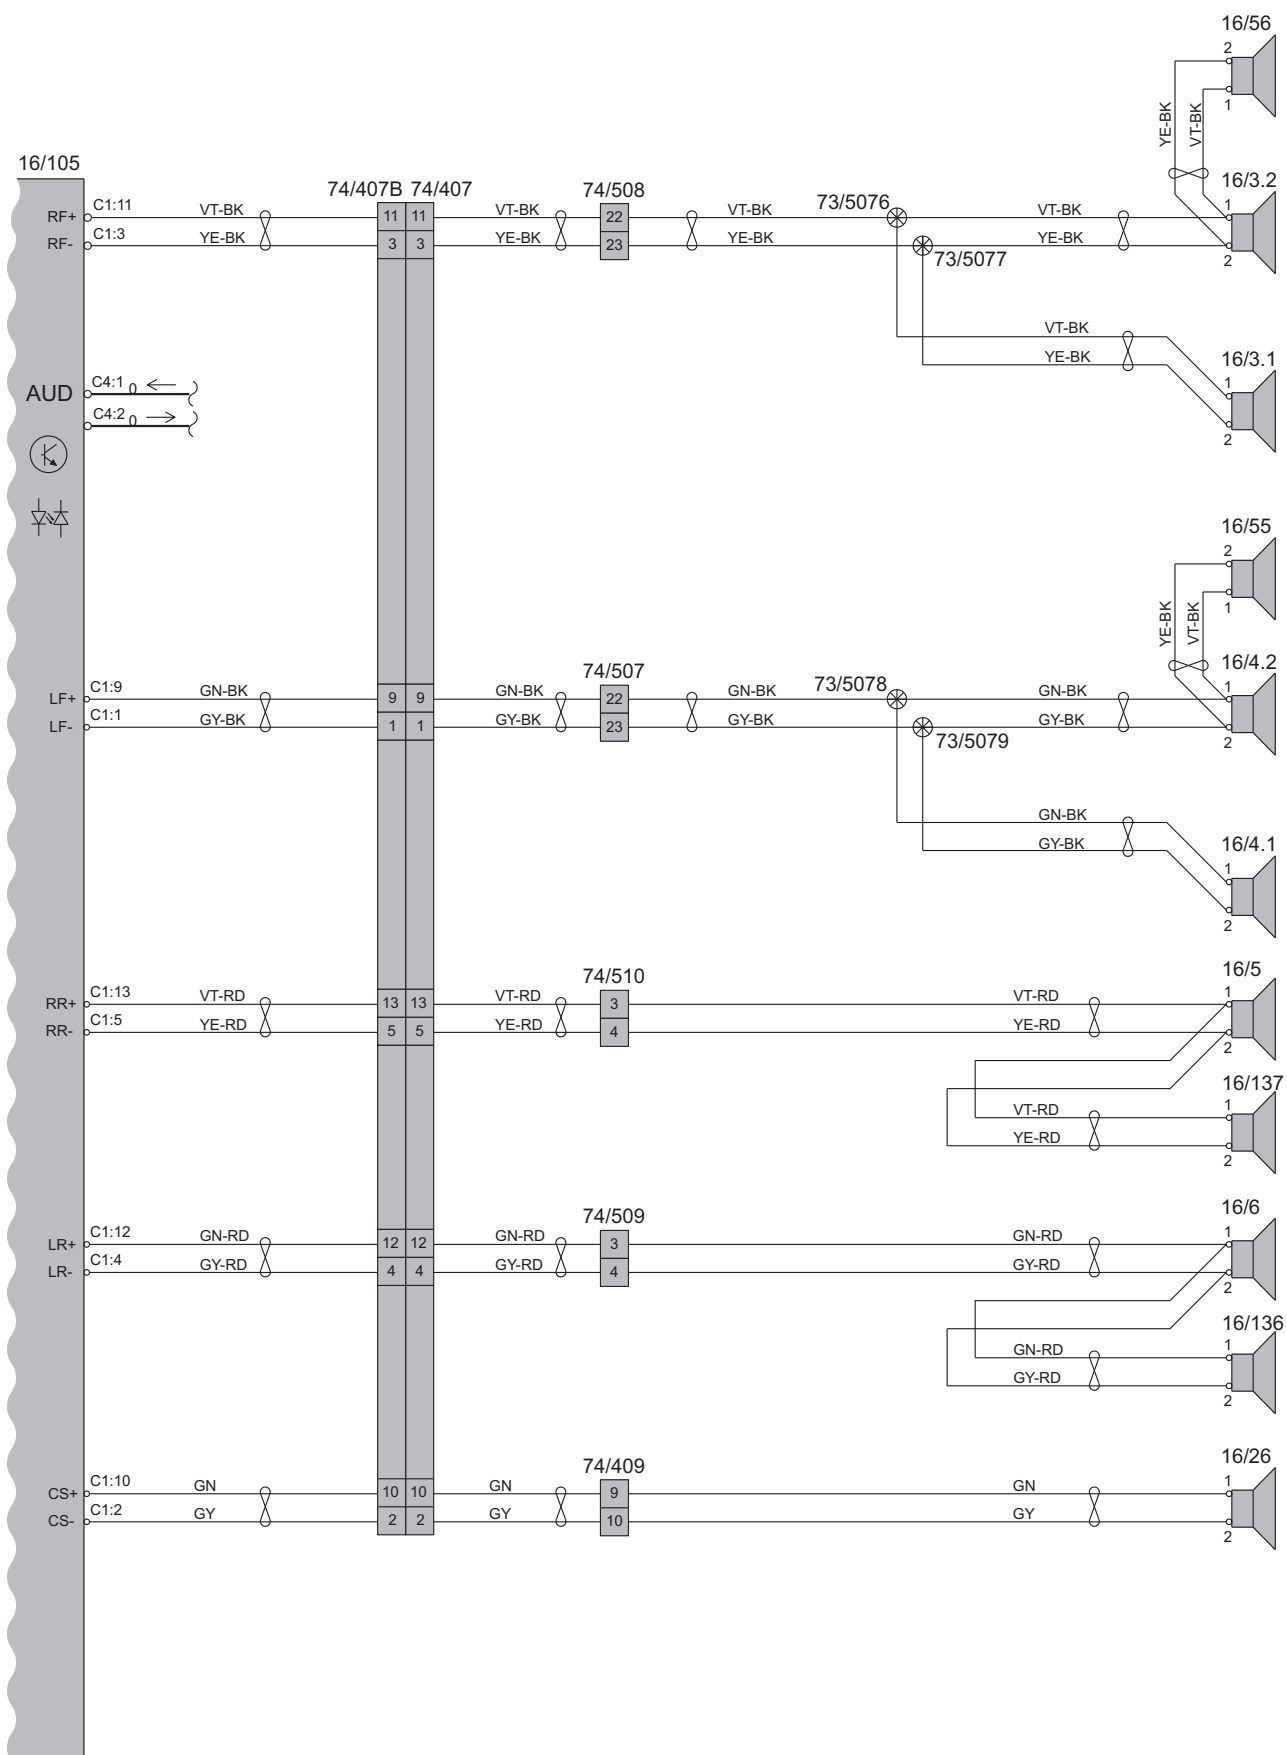 16/56
2
1
YE-BK
VT-BK
16/105
74/407B 74/407
74/508
73/5076
16/3.2
RF+ C1:11 VT-BK 11 11 VT-BK 22 VT-BK VT-BK 1
RF- C1:3 YE-BK 3 3 YE-BK 23 YE-BK YE-BK 2
73/5077
VT-BK
YE-BK
16/3.1
1
2
AUD
C4:1 0
C4:2 0
16/55
2
1
YE-BK
VT-BK
74/507
73/5078
16/4.2
LF+ C1:9 GN-BK 9 9 GN-BK 22 GN-BK GN-BK 1
LF- C1:1 GY-BK 1 1 GY-BK 23 GY-BK GY-BK 2
73/5079
GN-BK
GY-BK
16/4.1
1
2
74/510
16/5
RR+ C1:13 VT-RD 13 13 VT-RD 3 VT-RD 1
RR- C1:5 YE-RD 5 5 YE-RD 4 YE-RD 2
16/137
VT-RD 1
YE-RD 2
74/509
16/6
LR+ C1:12 GN-RD 12 12 GN-RD 3 GN-RD 1
LR- C1:4 GY-RD 4 4 GY-RD 4 GY-RD 2
16/136
GN-RD 1
GY-RD 2
74/409
16/26
CS+ C1:10 GN 10 10 GN 9 GN 1
CS- C1:2 GY 2 2 GY 10 GY 2